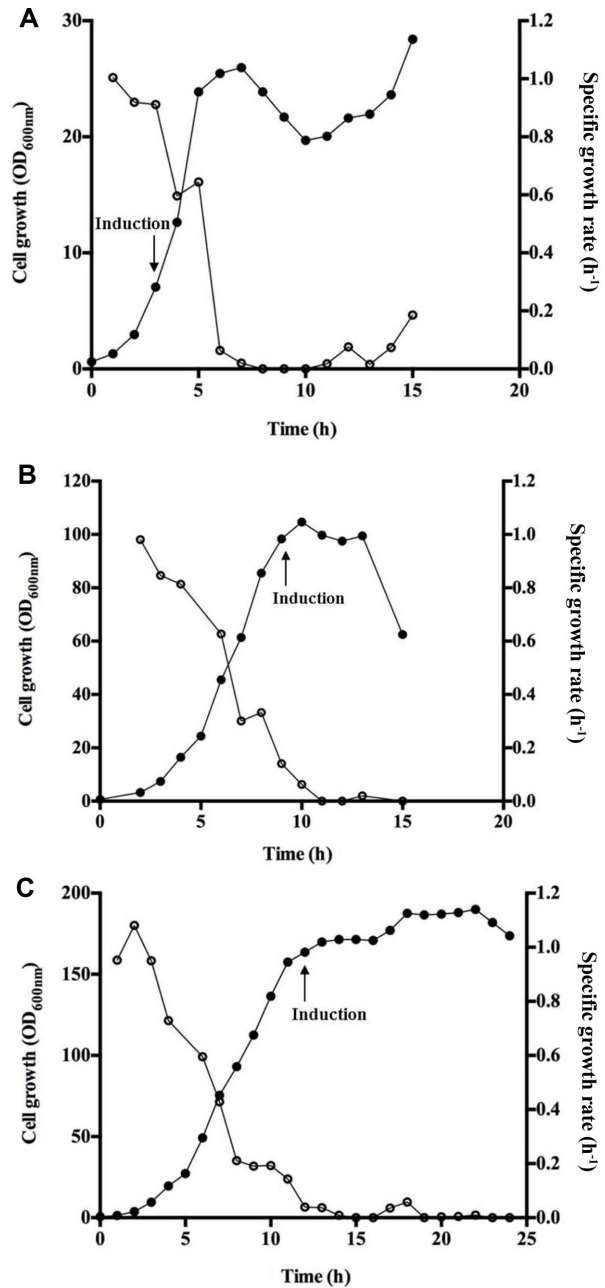 A
30
20
10
0
Cell growth (OD600nm)
Induction
1.2
1.0
0.8
0.6
0.4
0.2
0.0
Specific growth rate (h-1)
0 5 10 15 20
Time (h)
B
120
100
80
60
40
20
0
Cell growth (OD600nm)
Induction
1.2
1.0
0.8
0.6
0.4
0.2
0.0
Specific growth rate (h-1)
0 5 10 15 20
Time (h)
C
200
150
100
50
0
Cell growth (OD600nm)
Induction
1.2
1.0
0.8
0.6
0.4
0.2
0.0
Specific growth rate (h-1)
0 5 10 15 20 25
Time (h)